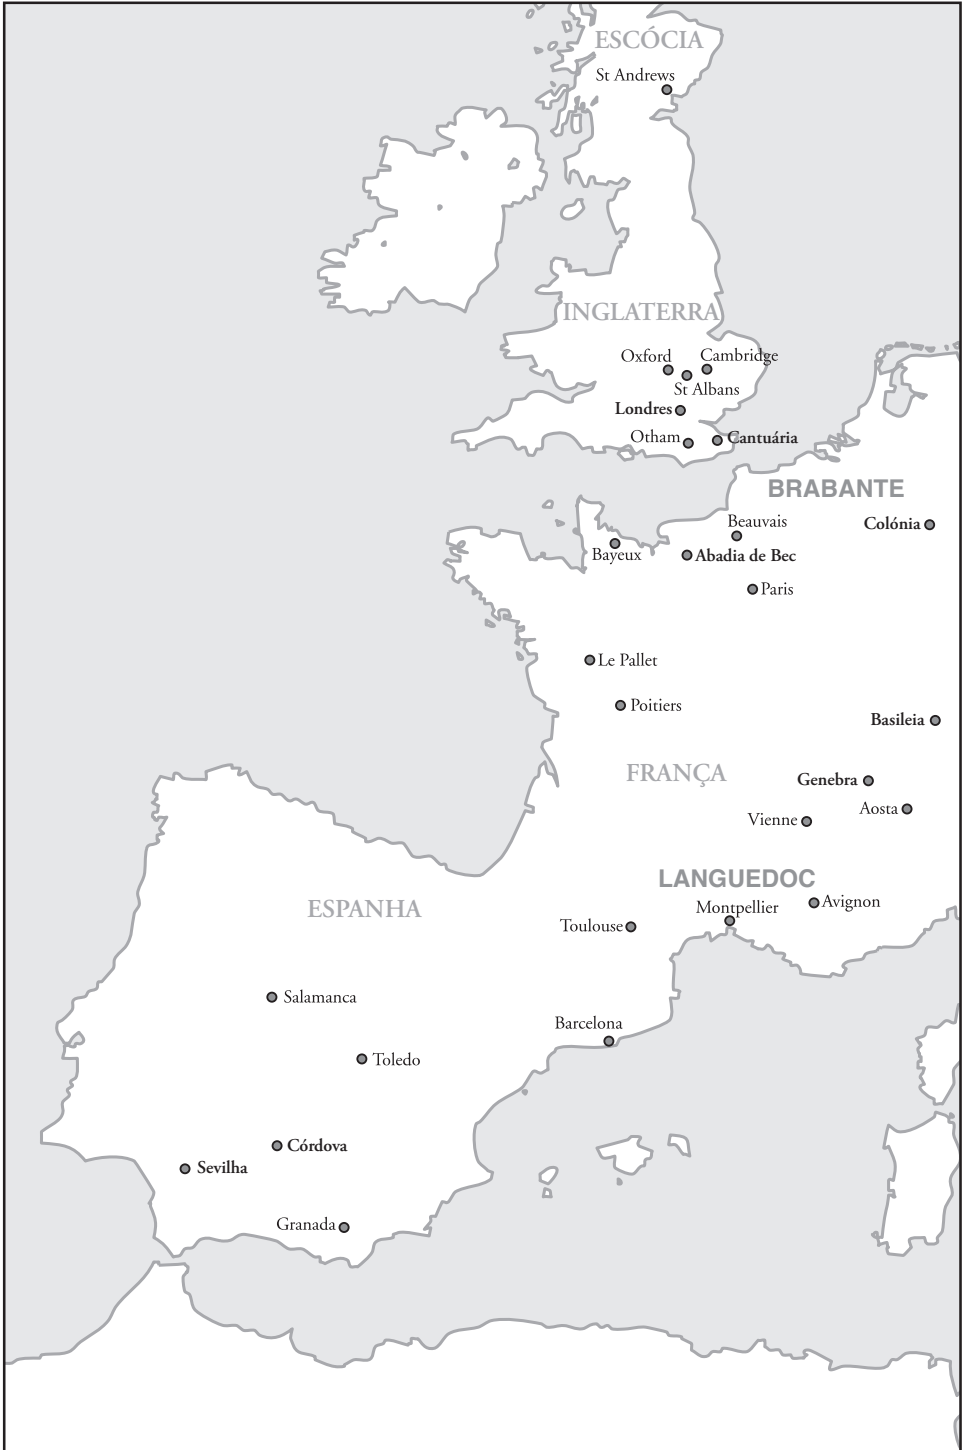 ESCÓCIA
St Andrews
INGLATERRA
Oxford
Cambridge
St Albans
Londres
Otham
Cantuária
BRABANTE
Beauvais
Colónia
Bayeux
Abadia de Bec
Paris
Le Pallet
Poitiers
Basileia
FRANÇA
Genebra
Aosta
Vienne
LANGUEDOC
Avignon
Montpellier
ESPANHA
Toulouse
Salamanca
Barcelona
Toledo
Córdova
Sevilha
Granada